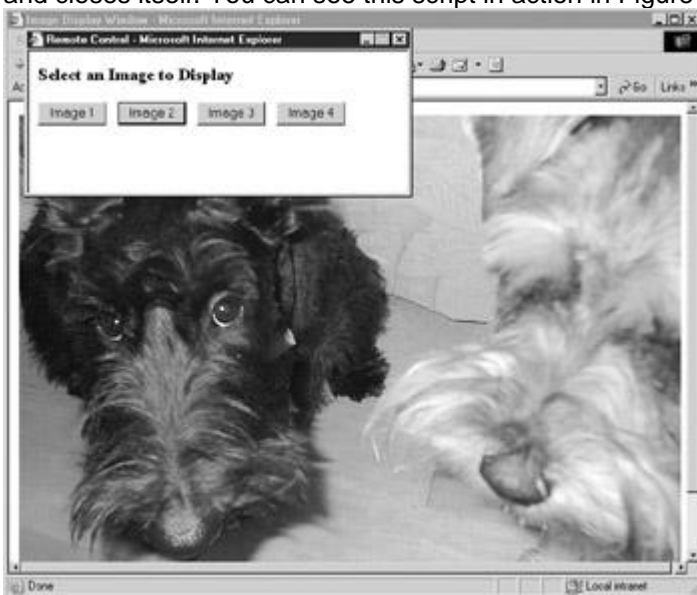 and closes itself. You can see this script in action in Figure
Image Display Window - Microsoft Internet Explorer
Remote Control - Microsoft Internet Explorer
Select an Image to Display
Image 1 Image 2 Image 3 Image 4
Go Links »
Done Local intranet